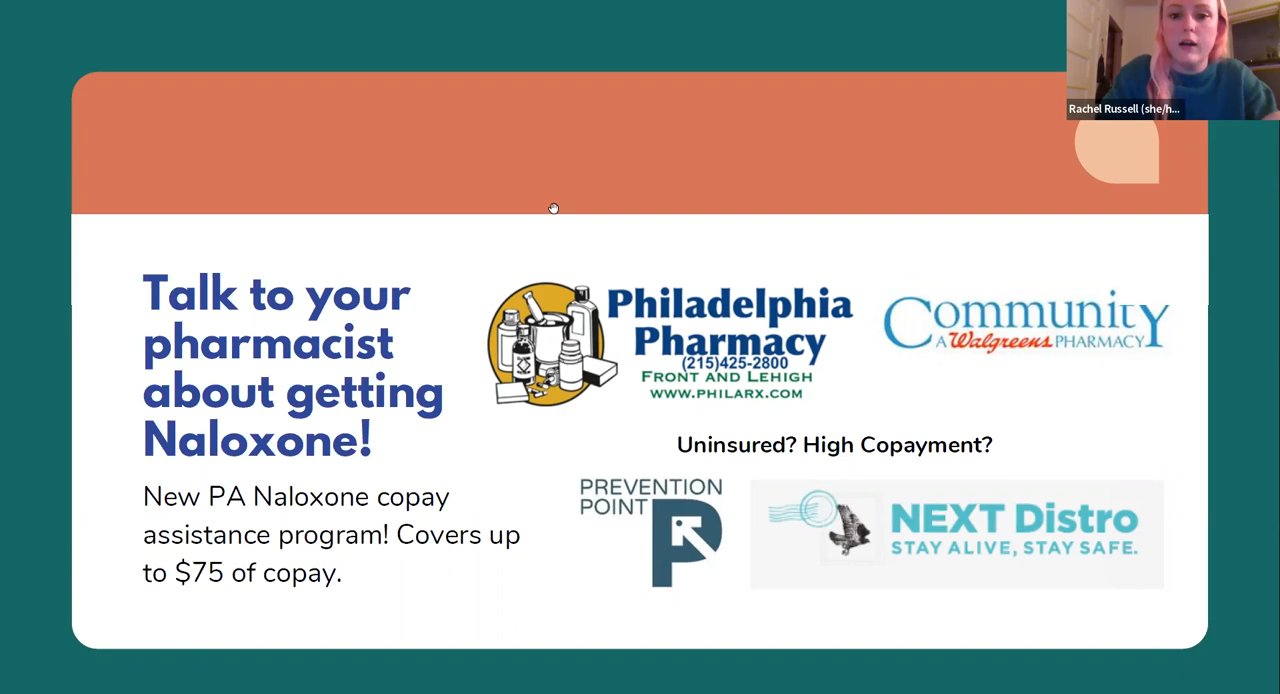 Rachel Russell (she/h...
Talk to your
pharmacist
about getting
Naloxone!
New PA Naloxone copay
assistance program! Covers up
to $75 of copay.
Philadelphia
Pharmacy
(215)425-2800
FRONT AND LEHIGH
WWW.PHILARX.COM
Community
A Walgreens PHARMACY
Uninsured? High Copayment?
PREVENTION
POINT
P
NEXT Distro
STAY ALIVE, STAY SAFE.